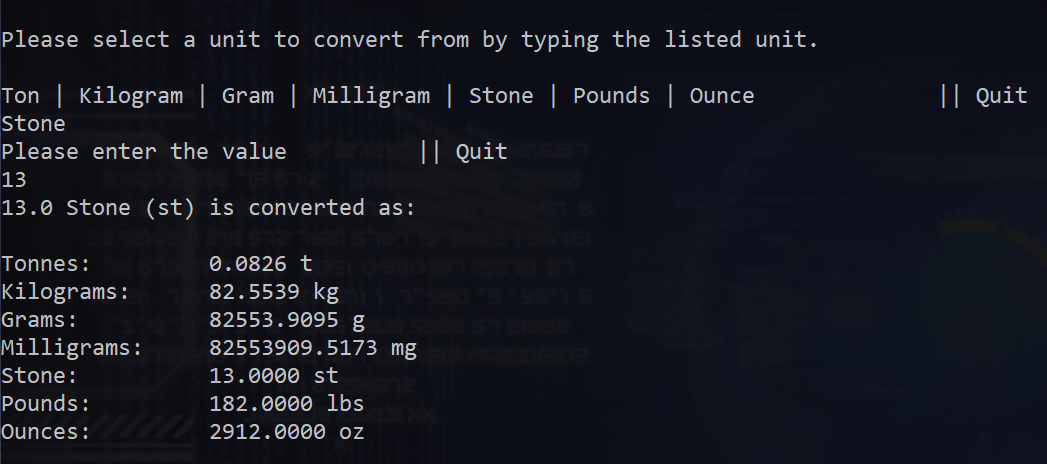 Please select a unit to convert from by typing the listed unit.
Ton | Kilogram | Gram | Milligram | Stone | Pounds | Ounce || Quit
Stone
Please enter the value || Quit
13
13.0 Stone (st) is converted as:
Tonnes: 0.0826 t
Kilograms: 82.5539 kg
Grams: 82553.9095 g
Milligrams: 82553909.5173 mg
Stone: 13.0000 st
Pounds: 182.0000 lbs
Ounces: 2912.0000 oz